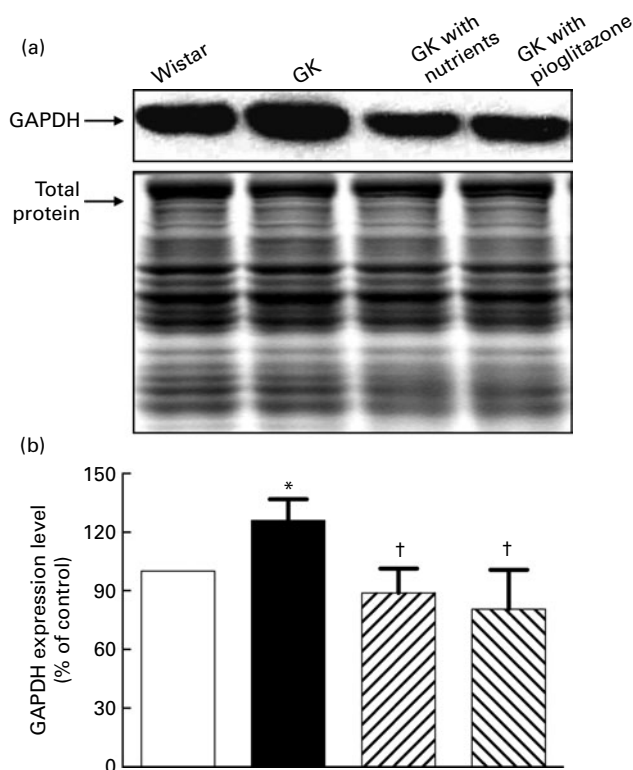 (a)
Wistar
GK
GK with
nutrients
GK with
pioglitazone
GAPDH
Total
protein
(b)
GAPDH expression level
(% of control)
150
120
90
60
30
0
*
†
†